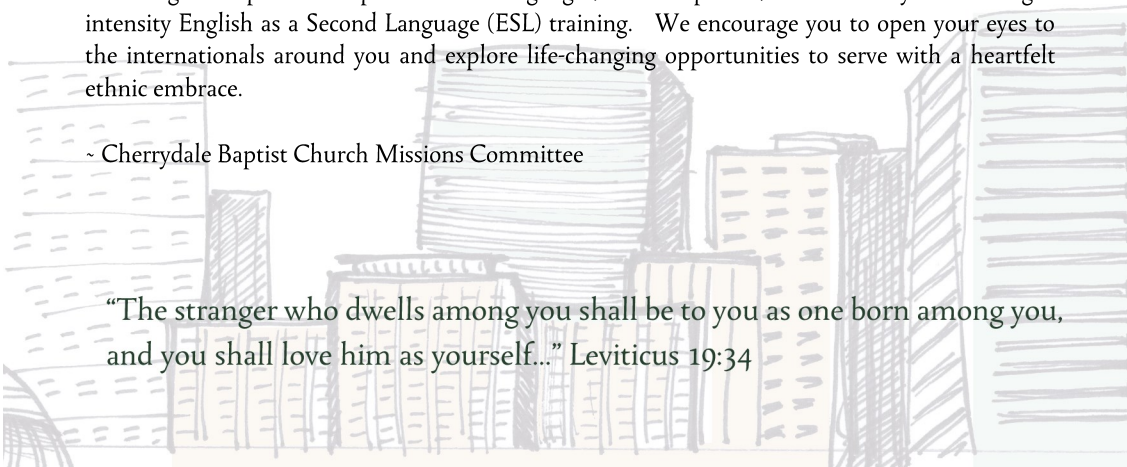 intensity English as a Second Language (ESL) training.   We encourage you to open your eyes to
the internationals around you and explore life-changing opportunities to serve with a heartfelt
ethnic embrace.
~ Cherrydale Baptist Church Missions Committee
“The stranger who dwells among you shall be to you as one born among you,
and you shall love him as yourself...” Leviticus 19:34